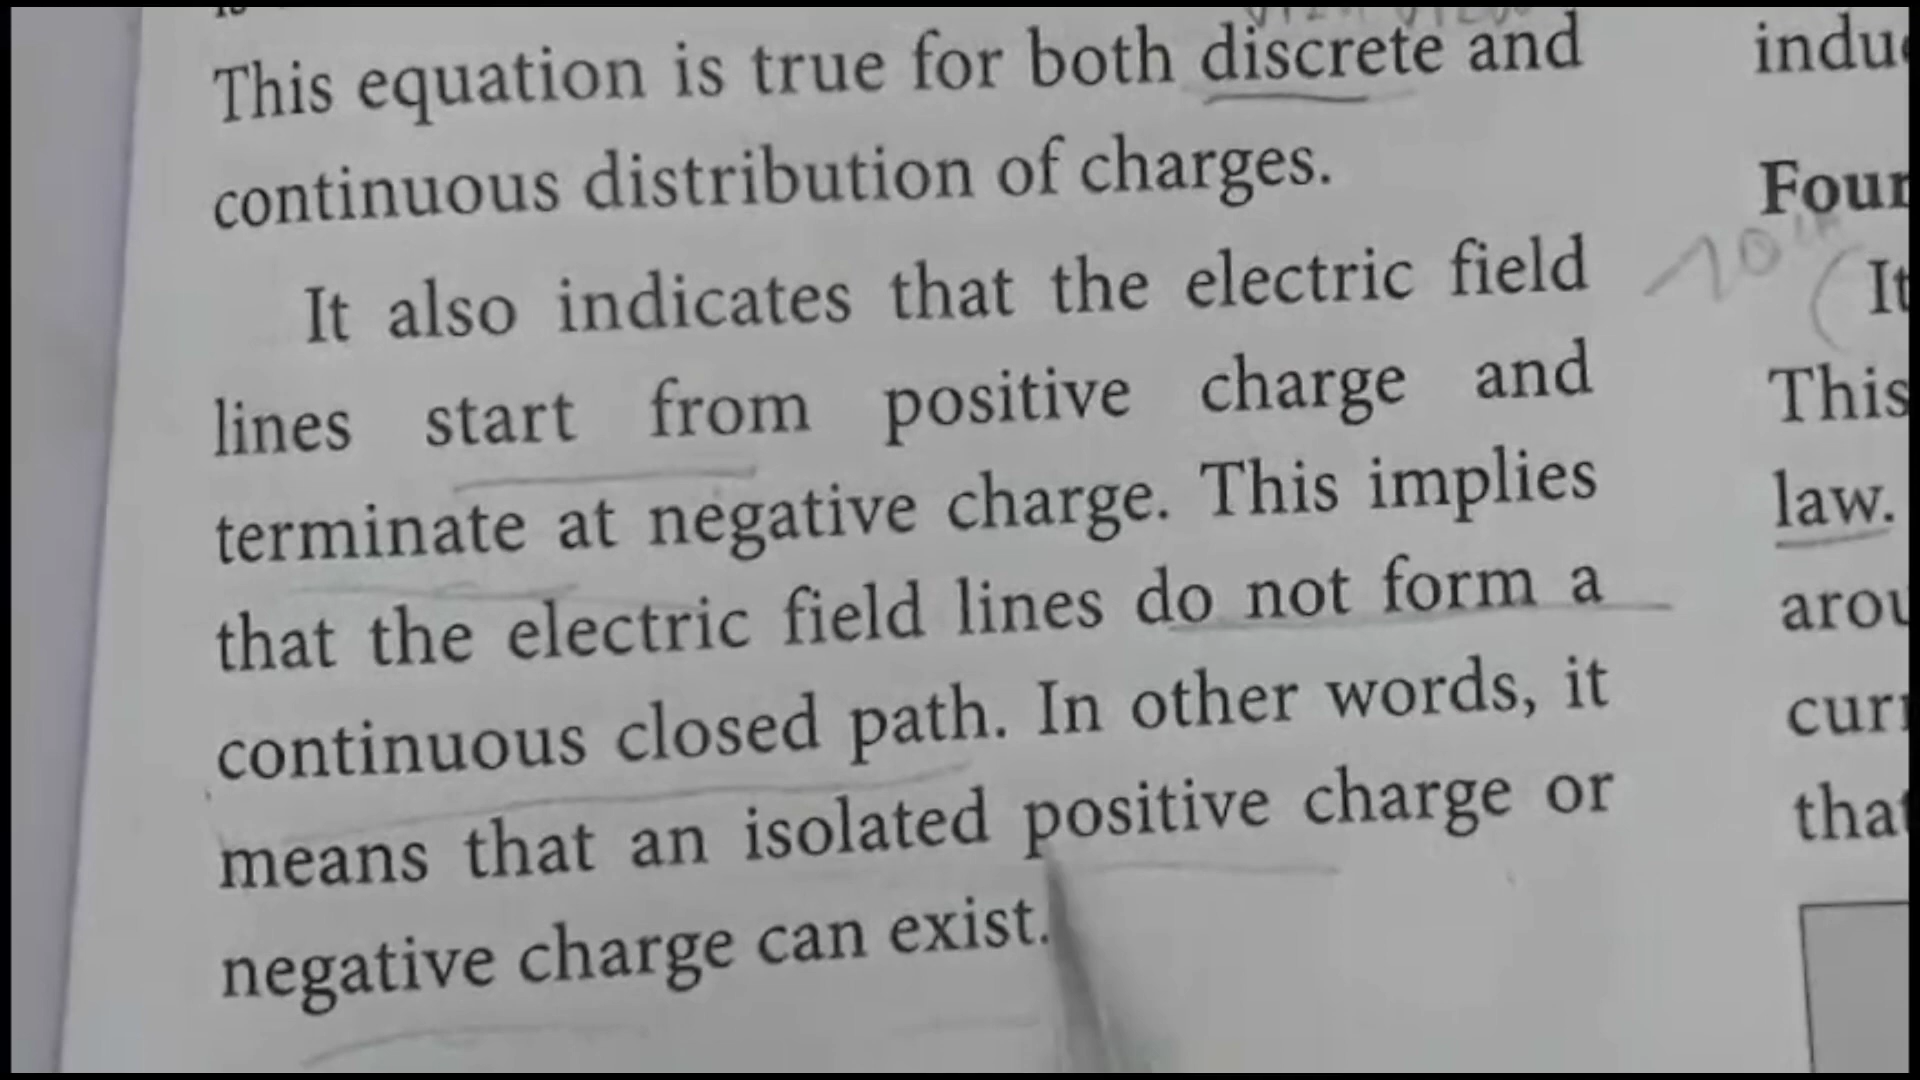 This equation is true for both discrete and
continuous distribution of charges.
It also indicates that the electric field
lines start from positive charge and
terminate at negative charge. This implies
that the electric field lines do not form a
continuous closed path. In other words, it
means that an isolated positive charge or
negative charge can exist.
It
This
law.
that